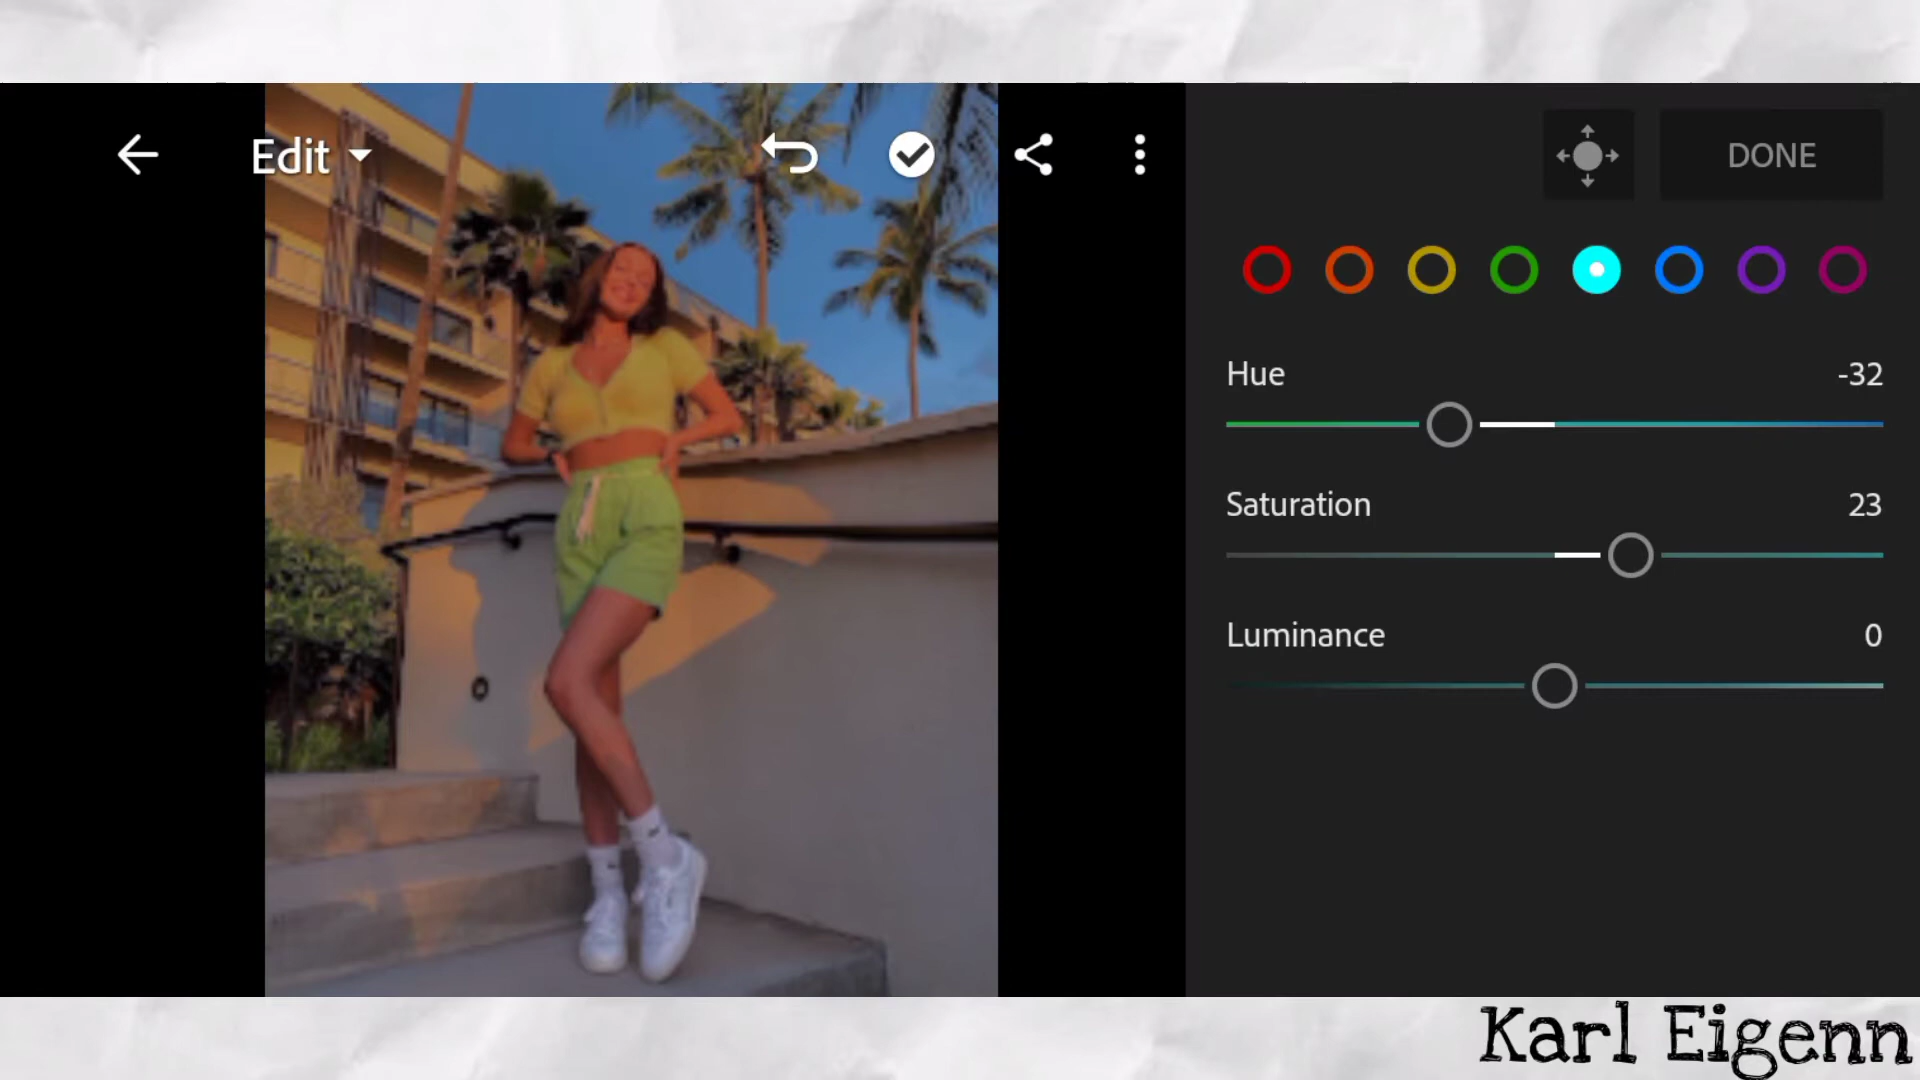 Edit
DONE
Hue -32
Saturation 23
Luminance 0
Karl Eigenn